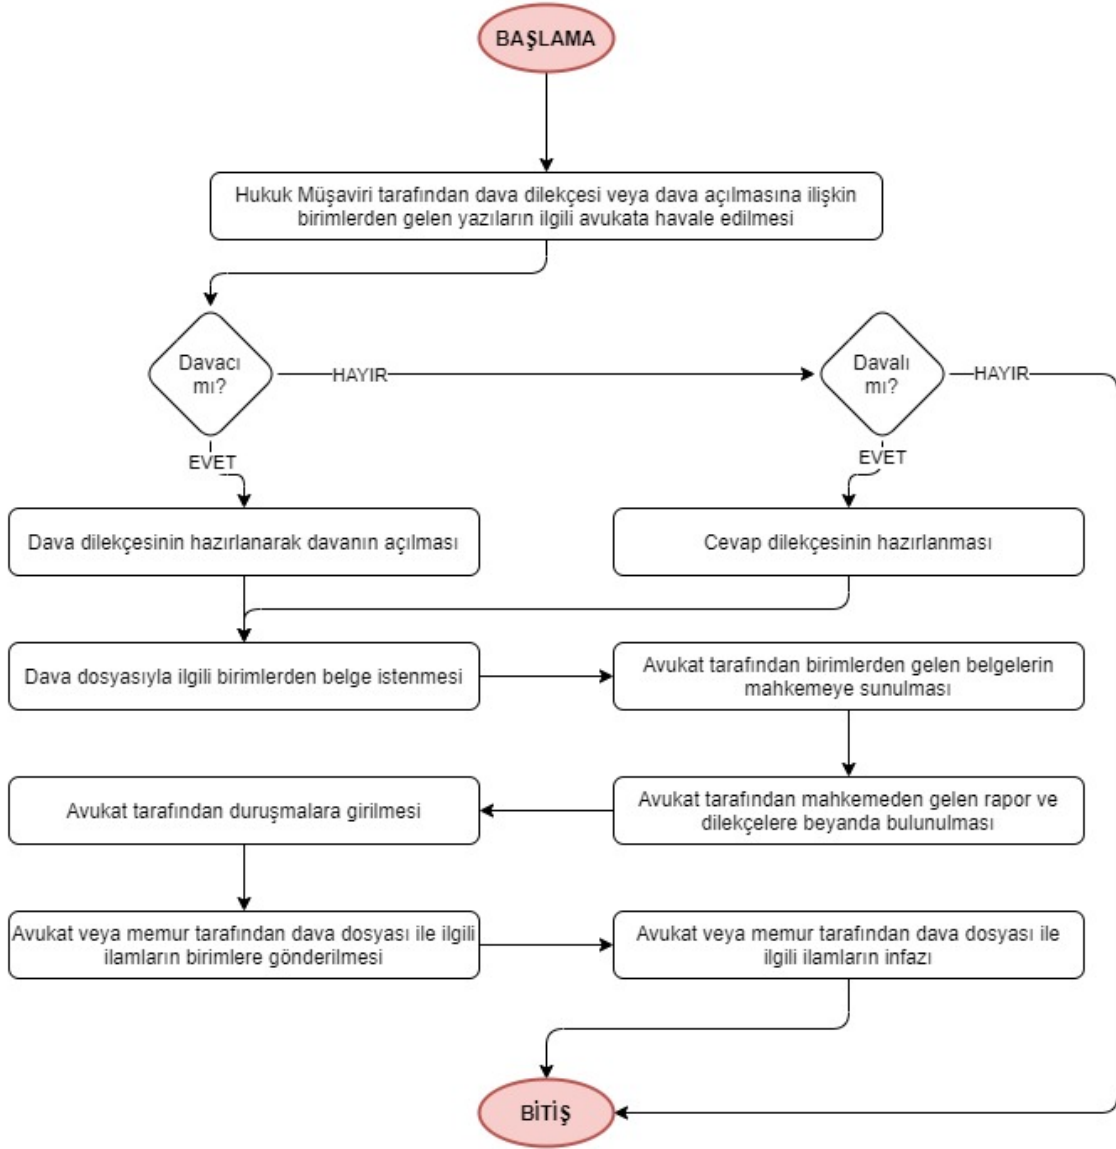 BAŞLAMA
Hukuk Müşaviri tarafından dava dilekçesi veya dava açılmasına ilişkin
birimlerden gelen yazıların ilgili avukata havale edilmesi
Davacı
mı?
HAYIR
Davalı
mı?
HAYIR
EVET
EVET
Dava dilekçesinin hazırlanarak davanın açılması
Cevap dilekçesinin hazırlanması
Dava dosyasıyla ilgili birimlerden belge istenmesi
Avukat tarafından birimlerden gelen belgelerin
mahkemeye sunulması
Avukat tarafından mahkemeden gelen rapor ve
dilekçelere beyanda bulunulması
Avukat tarafından duruşmalara girilmesi
Avukat veya memur tarafından dava dosyası ile ilgili
ilamların birimlere gönderilmesi
Avukat veya memur tarafından dava dosyası ile
ilgili ilamların infazı
BİTİŞ